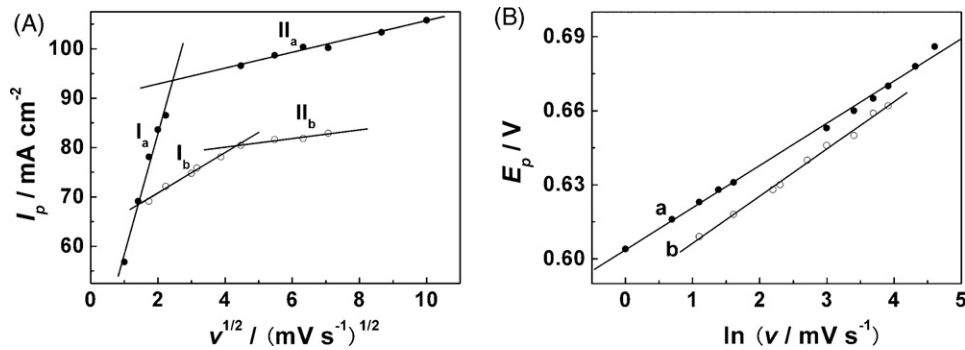 (A)
I_p / mA cm⁻²
100
90
80
70
60
II_a
I_a
I_b
II_b
0 2 4 6 8 10
v^1/2 / (mV s⁻¹)^1/2
(B)
E_p / V
0.69
0.66
0.63
0.60
a
b
0 1 2 3 4 5
ln (v / mV s⁻¹)